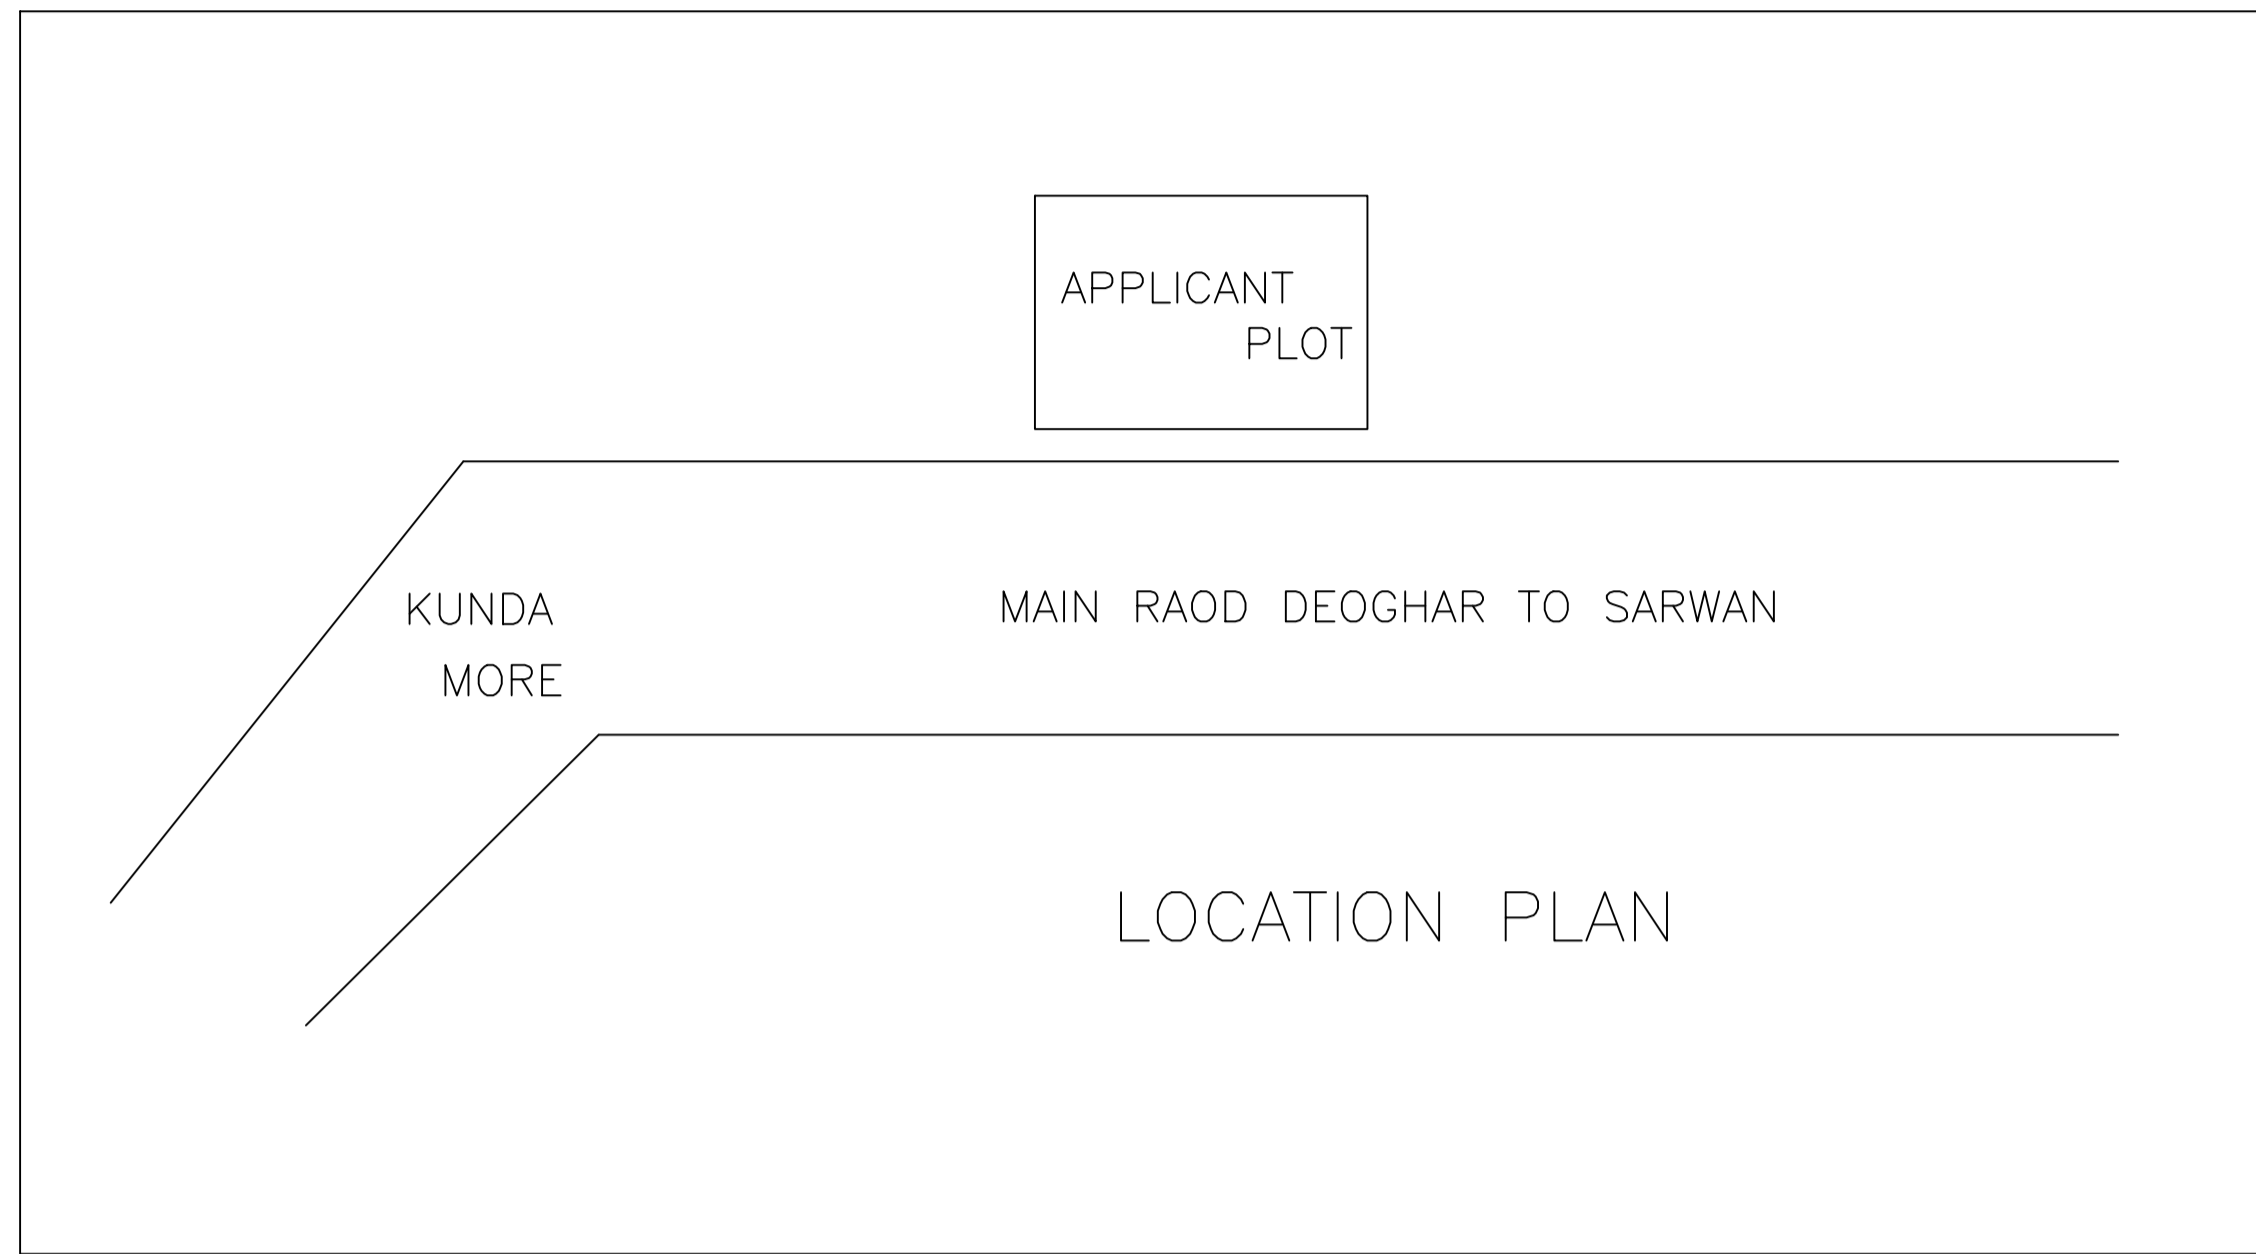 APPLICANT
PLOT
KUNDA
MORE
MAIN RAOD DEOGHAR TO SARWAN
LOCATION PLAN